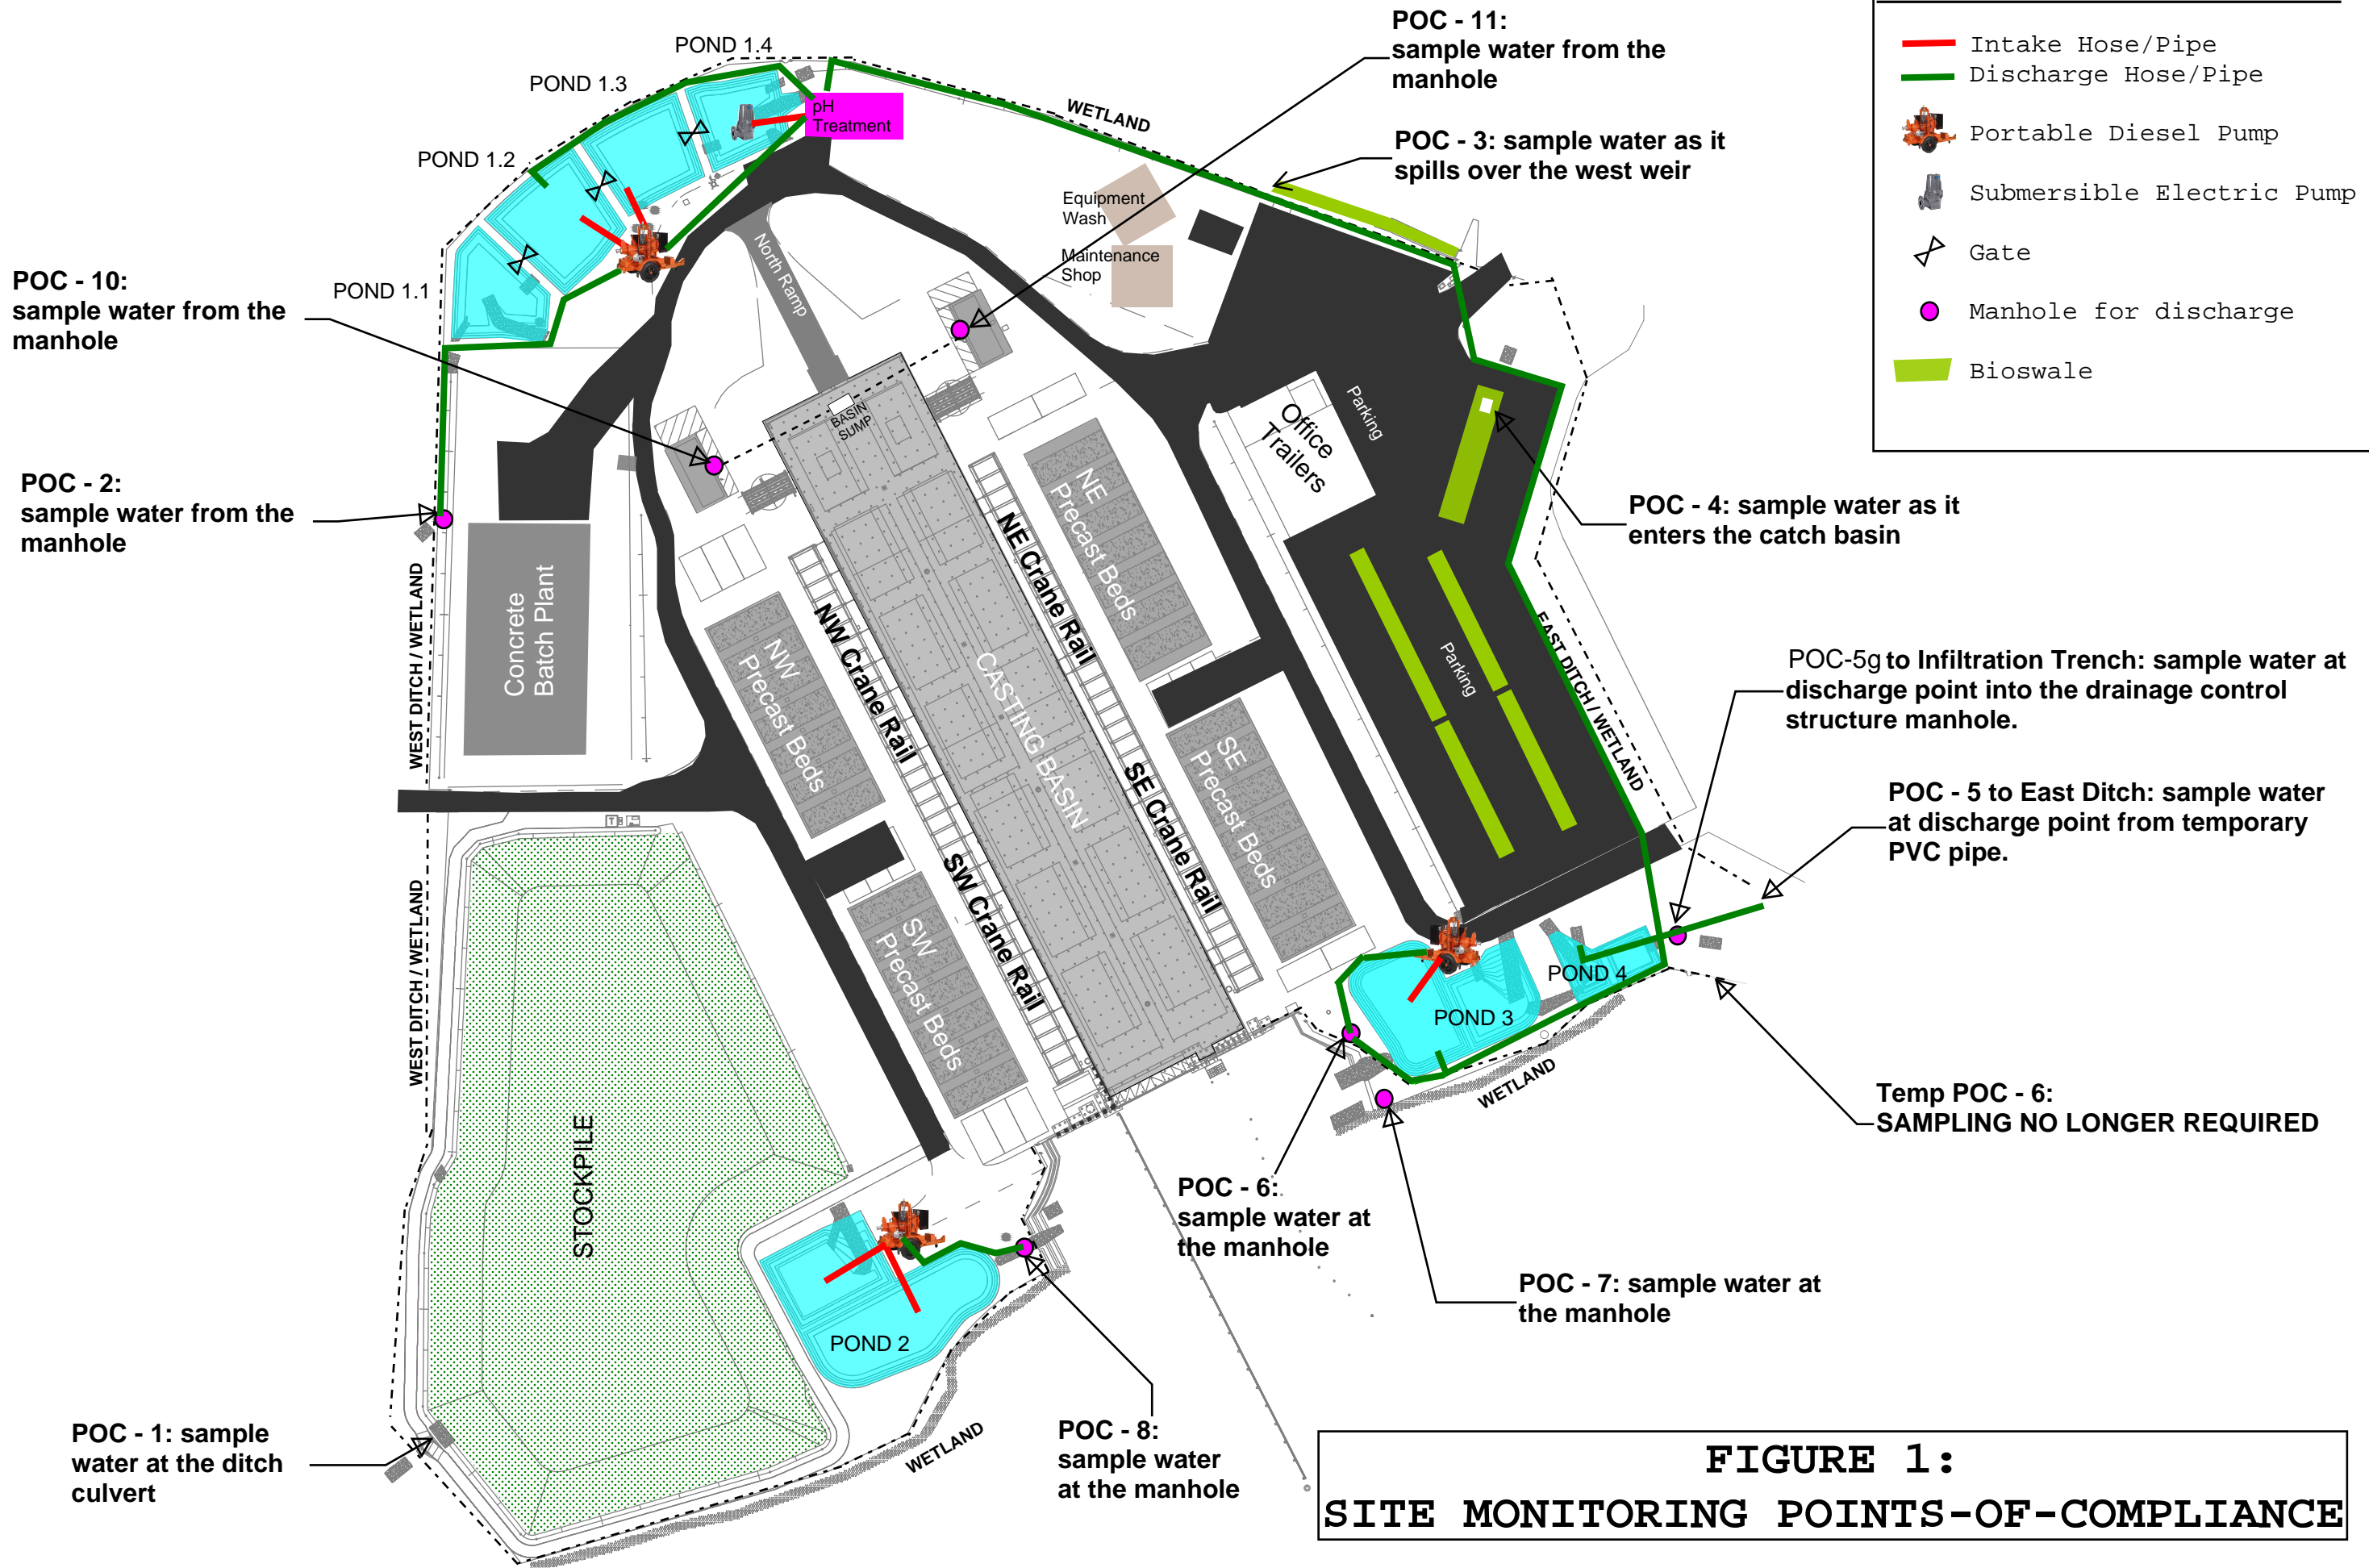 POC - 11:
sample water from the
manhole
POC - 3: sample water as it
spills over the west weir
Intake Hose/Pipe
Discharge Hose/Pipe
Portable Diesel Pump
Submersible Electric Pump
Gate
Manhole for discharge
Bioswale
POND 1.4
POND 1.3
POND 1.2
POND 1.1
pH
Treatment
WETLAND
Equipment
Wash
Maintenance
Shop
North Ramp
POC - 10:
sample water from the
manhole
POC - 2:
sample water from the
manhole
BASIN
SUMP
Office
Trailers
Parking
POC - 4: sample water as it
enters the catch basin
Concrete
Batch Plant
WEST DITCH / WETLAND
NW
Precast Beds
NW Crane Rail
NE Crane Rail
NE
Precast Beds
CASTING BASIN
Parking
EAST DITCH / WETLAND
POC-5g to Infiltration Trench: sample water at
discharge point into the drainage control
structure manhole.
POC - 5 to East Ditch: sample water
at discharge point from temporary
PVC pipe.
SE
Precast Beds
SE Crane Rail
SW Crane Rail
SW
Precast Beds
WEST DITCH / WETLAND
STOCKPILE
POND 4
POND 3
WETLAND
Temp POC - 6:
SAMPLING NO LONGER REQUIRED
POC - 6:
sample water at
the manhole
POC - 7: sample water at
the manhole
POND 2
WETLAND
POC - 8:
sample water
at the manhole
POC - 1: sample
water at the ditch
culvert
FIGURE 1:
SITE MONITORING POINTS-OF-COMPLIANCE